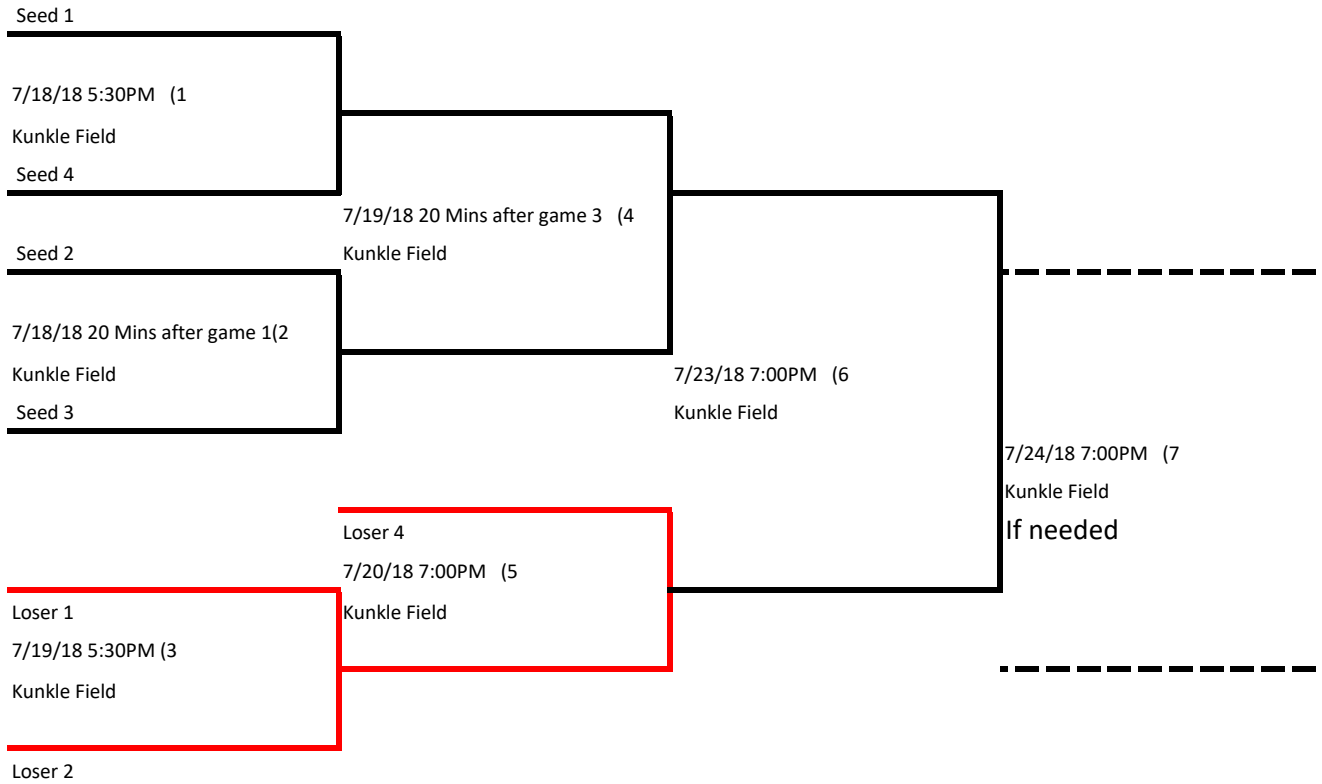 Seed 1
7/18/18 5:30PM (1
Kunkle Field
Seed 4
7/19/18 20 Mins after game 3 (4
Kunkle Field
Seed 2
7/18/18 20 Mins after game 1(2
Kunkle Field
Seed 3
7/23/18 7:00PM (6
Kunkle Field
7/24/18 7:00PM (7
Kunkle Field
If needed
Loser 4
7/20/18 7:00PM (5
Kunkle Field
Loser 1
7/19/18 5:30PM (3
Kunkle Field
Loser 2